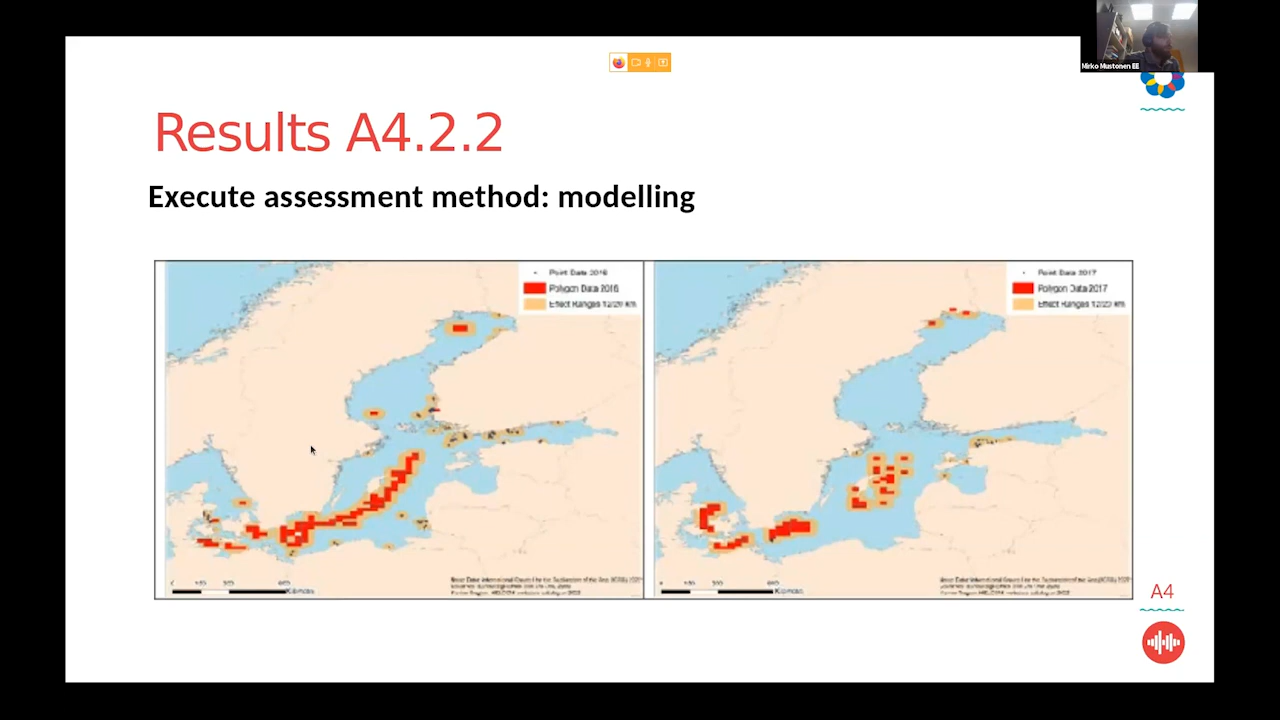 Mirko Mustonen EE
Results A4.2.2
Execute assessment method: modelling
Point Data 2016
Polygon Data 2016
Effect Ranges 12/20 km
Point Data 2017
Polygon Data 2017
Effect Ranges 12/20 km
A4